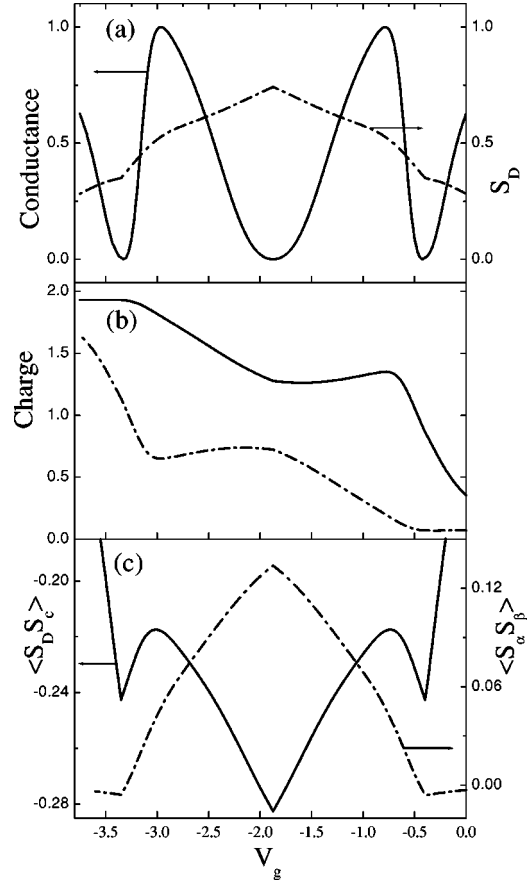 (a)
Conductance
1.0
0.5
0.0
1.0
0.5
0.0
S_D
(b)
Charge
2.0
1.5
1.0
0.5
0.0
(c)
<S_D S_c>
-0.20
-0.24
-0.28
0.12
0.06
0.00
<S_α S_β>
-3.5 -3.0 -2.5 -2.0 -1.5 -1.0 -0.5 0.0
V_g